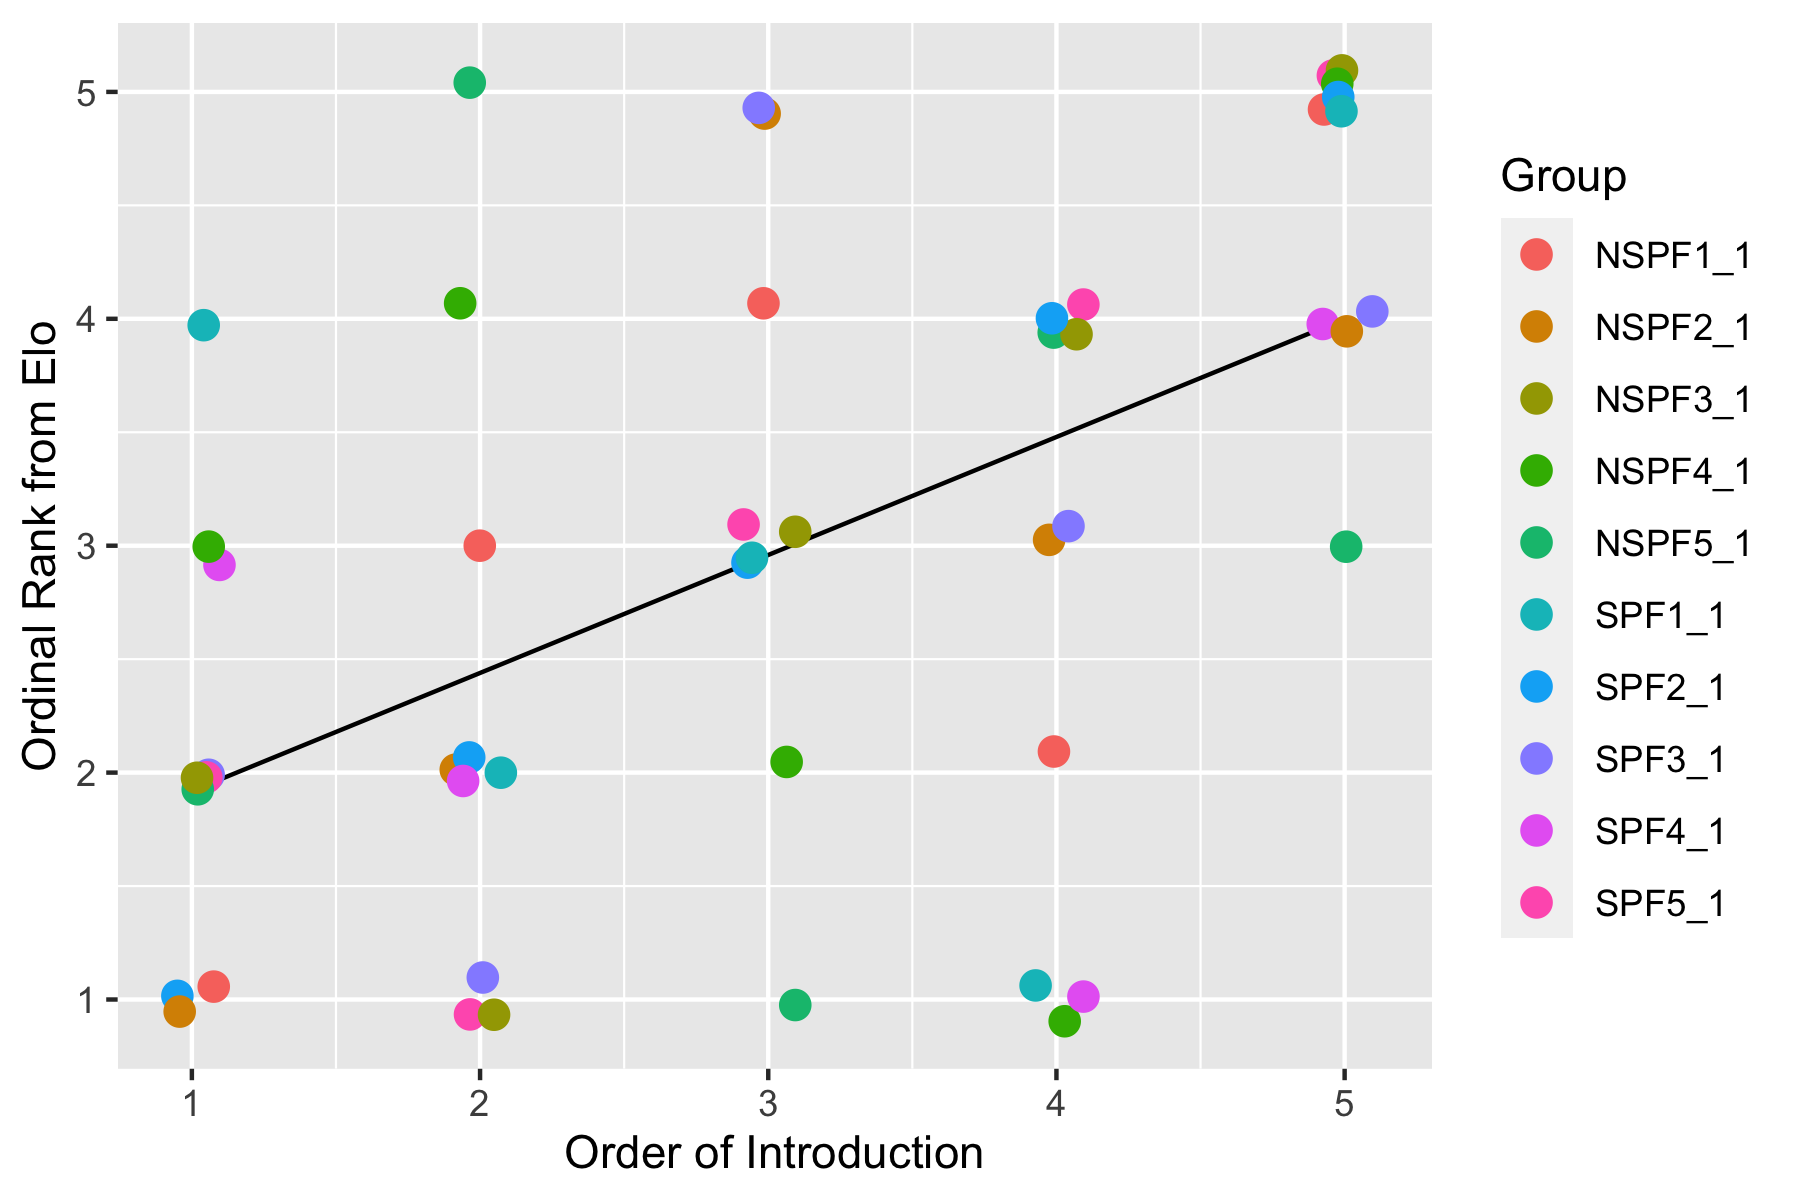 Ordinal Rank from Elo
5
4
3
2
1
1 2 3 4 5
Order of Introduction
Group
NSPF1_1
NSPF2_1
NSPF3_1
NSPF4_1
NSPF5_1
SPF1_1
SPF2_1
SPF3_1
SPF4_1
SPF5_1